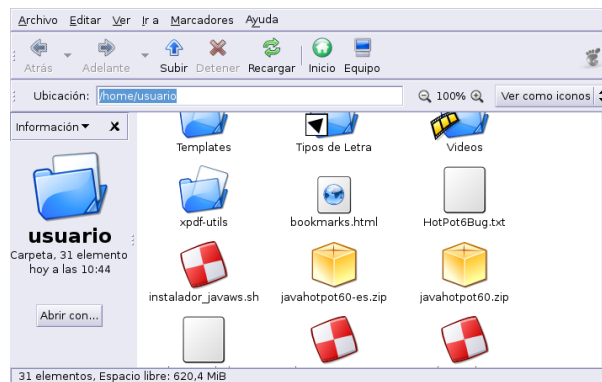 Archivo Editar Ver Ir a Marcadores Ayuda
Atrás Adelante Subir Detener Recargar Inicio Equipo
Ubicación: /home/usuario 100% Ver como iconos
Información
Templates Tipos de Letra Videos
xpdf-utils bookmarks.html HotPot6Bug.txt
usuario
Carpeta, 31 elemento
hoy a las 10:44
instalador_javaws.sh javahotpot60-es.zip javahotpot60.zip
Abrir con...
31 elementos, Espacio libre: 620,4 MiB